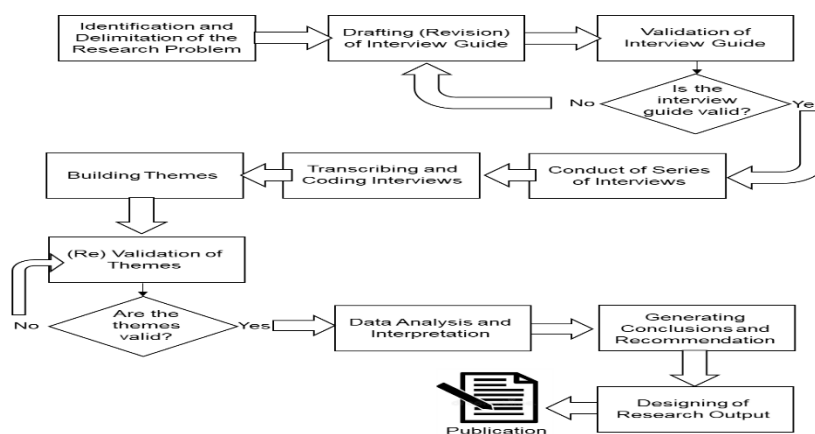 Identification and
Delimitation of the
Research Problem
Drafting (Revision)
of Interview Guide
Validation of
Interview Guide
Is the
interview
guide valid?
No
Yes
Building Themes
Transcribing and
Coding Interviews
Conduct of Series
of Interviews
(Re) Validation of
Themes
Are the
themes
valid?
No
Yes
Data Analysis and
Interpretation
Generating
Conclusions and
Recommendation
Designing of
Research Output
Publication